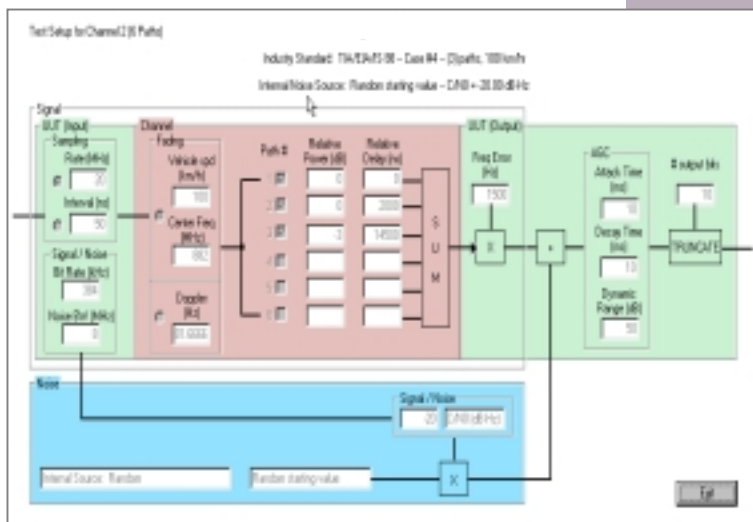 Test Setup for Channel 2 (6 Paths)
Industry Standard: TIA/EIA/IS-98 - Case #4 - (3) paths, 100 km/hr
Internal Noise Source: Random starting value - C/N0 = -20.00 dB-Hz
Signal
UUT (Input)
Sampling
Rate (MHz)
20
Interval (ns)
50
Signal / Noise
Bit Rate (KHz)
Noise BW (MHz)
Channel
Fading
Vehicle spd
(km/h)
100
Center Freq
(MHz)
882
Doppler
(Hz)
81.6666
Path #
Relative
Power (dB)
Relative
Delay (ns)
1
0
0
2
0
2000
3
-3
14500
4
5
6
S
U
M
UUT (Output)
Freq Error
(Hz)
1500
X
+
AGC
Attack Time
(ms)
10
Decay Time
(ms)
10
Dynamic
Range (dB)
50
# output bits
10
TRUNCATE
Noise
Signal / Noise
-20
C/N0 (dB-Hz)
Internal Source: Random
Random starting value
X
Exit